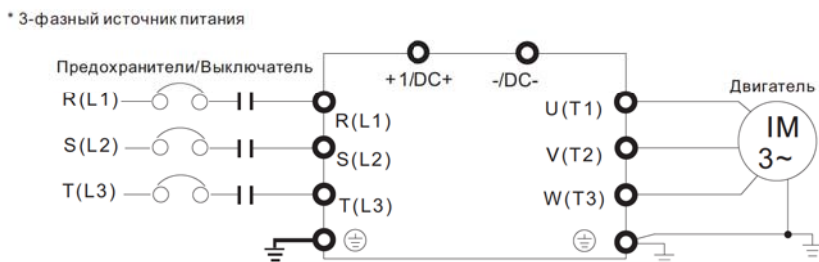 * 3-фазный источник питания
Предохранители/Выключатель
+1/DC+
-/DC-
Двигатель
R(L1)
R(L1)
U(T1)
IM
3~
S(L2)
S(L2)
V(T2)
T(L3)
T(L3)
W(T3)